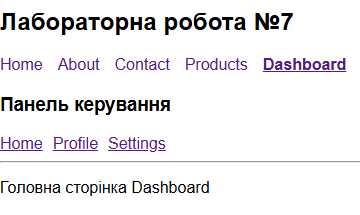 Лабораторна робота №7
Home About Contact Products Dashboard
Панель керування
Home Profile Settings
Головна сторінка Dashboard